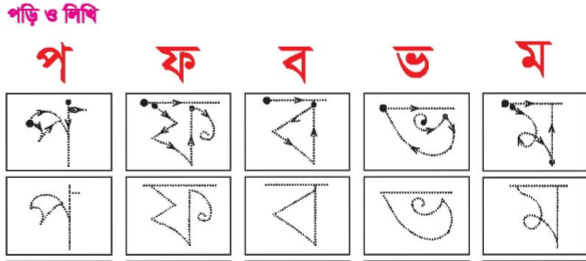 পড়ি ও লিখি
প ফ ব ভ ম
প ফ ব ভ ম
প ফ ব ভ ম